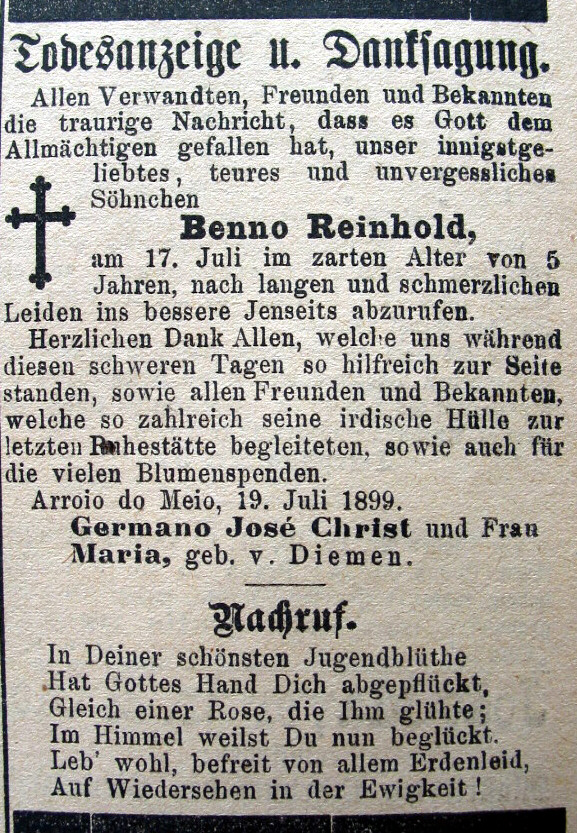 Todesanzeige u. Danksagung.
Allen Verwandten, Freunden und Bekannten
die traurige Nachricht, dass es Gott dem
Allmächtigen gefallen hat, unser innigstge-
liebtes, teures und unvergessliches
Söhnchen
Benno Reinhold,
am 17. Juli im zarten Alter von 5
Jahren, nach langen und schmerzlichen
Leiden ins bessere Jenseits abzurufen.
Herzlichen Dank Allen, welche uns während
diesen schweren Tagen so hilfreich zur Seite
standen, sowie allen Freunden und Bekannten,
welche so zahlreich seine irdische Hülle zur
letzten Ruhestätte begleiteten, sowie auch für
die vielen Blumenspenden.
Arroio do Meio, 19. Juli 1899.
Germano José Christ und Frau
Maria, geb. v. Diemen.
Nachruf.
In Deiner schönsten Jugendblüthe
Hat Gottes Hand Dich abgepflückt,
Gleich einer Rose, die Ihm glühte;
Im Himmel weilst Du nun beglückt.
Leb' wohl, befreit von allem Erdenleid,
Auf Wiedersehen in der Ewigkeit!